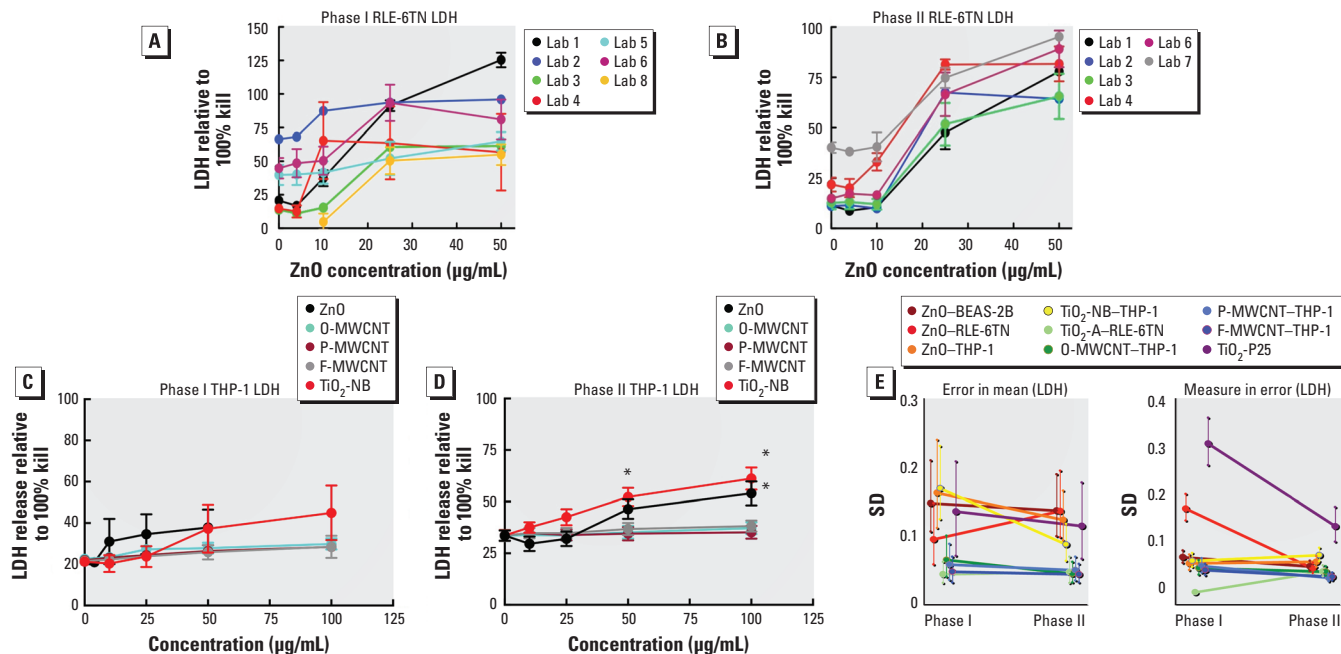 A
Phase I RLE-6TN LDH
150
125
100
75
50
25
0
LDH relative to
100% kill
0 10 20 30 40 50
ZnO concentration (µg/mL)
Lab 1
Lab 2
Lab 3
Lab 4
Lab 5
Lab 6
Lab 8
B
Phase II RLE-6TN LDH
100
75
50
25
0
LDH relative to
100% kill
0 10 20 30 40 50
ZnO concentration (µg/mL)
Lab 1
Lab 2
Lab 3
Lab 4
Lab 6
Lab 7
C
ZnO
O-MWCNT
P-MWCNT
F-MWCNT
TiO₂-NB
Phase I THP-1 LDH
100
80
60
40
20
0
LDH release relative
to 100% kill
0 25 50 75 100 125
Concentration (µg/mL)
D
ZnO
O-MWCNT
P-MWCNT
F-MWCNT
TiO₂-NB
Phase II THP-1 LDH
100
75
50
25
0
LDH release relative
to 100% kill
* * *
0 25 50 75 100 125
Concentration (µg/mL)
ZnO–BEAS-2B
ZnO–RLE-6TN
ZnO–THP-1
TiO₂-NB–THP-1
TiO₂-A–RLE-6TN
O-MWCNT–THP-1
P-MWCNT–THP-1
F-MWCNT–THP-1
TiO₂-P25
E
Error in mean (LDH)
0.3
0.2
0.1
0
SD
Phase I Phase II
Measure in error (LDH)
0.4
0.3
0.2
0.1
0
SD
Phase I Phase II